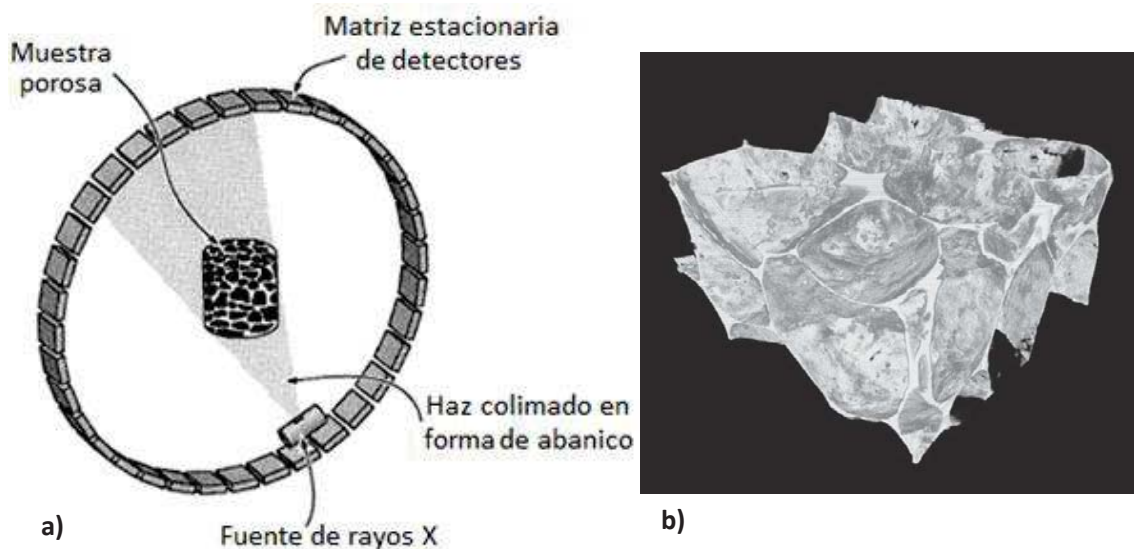 Matriz estacionaria
de detectores
Muestra
porosa
Haz colimado en
forma de abanico
Fuente de rayos X
a)
b)